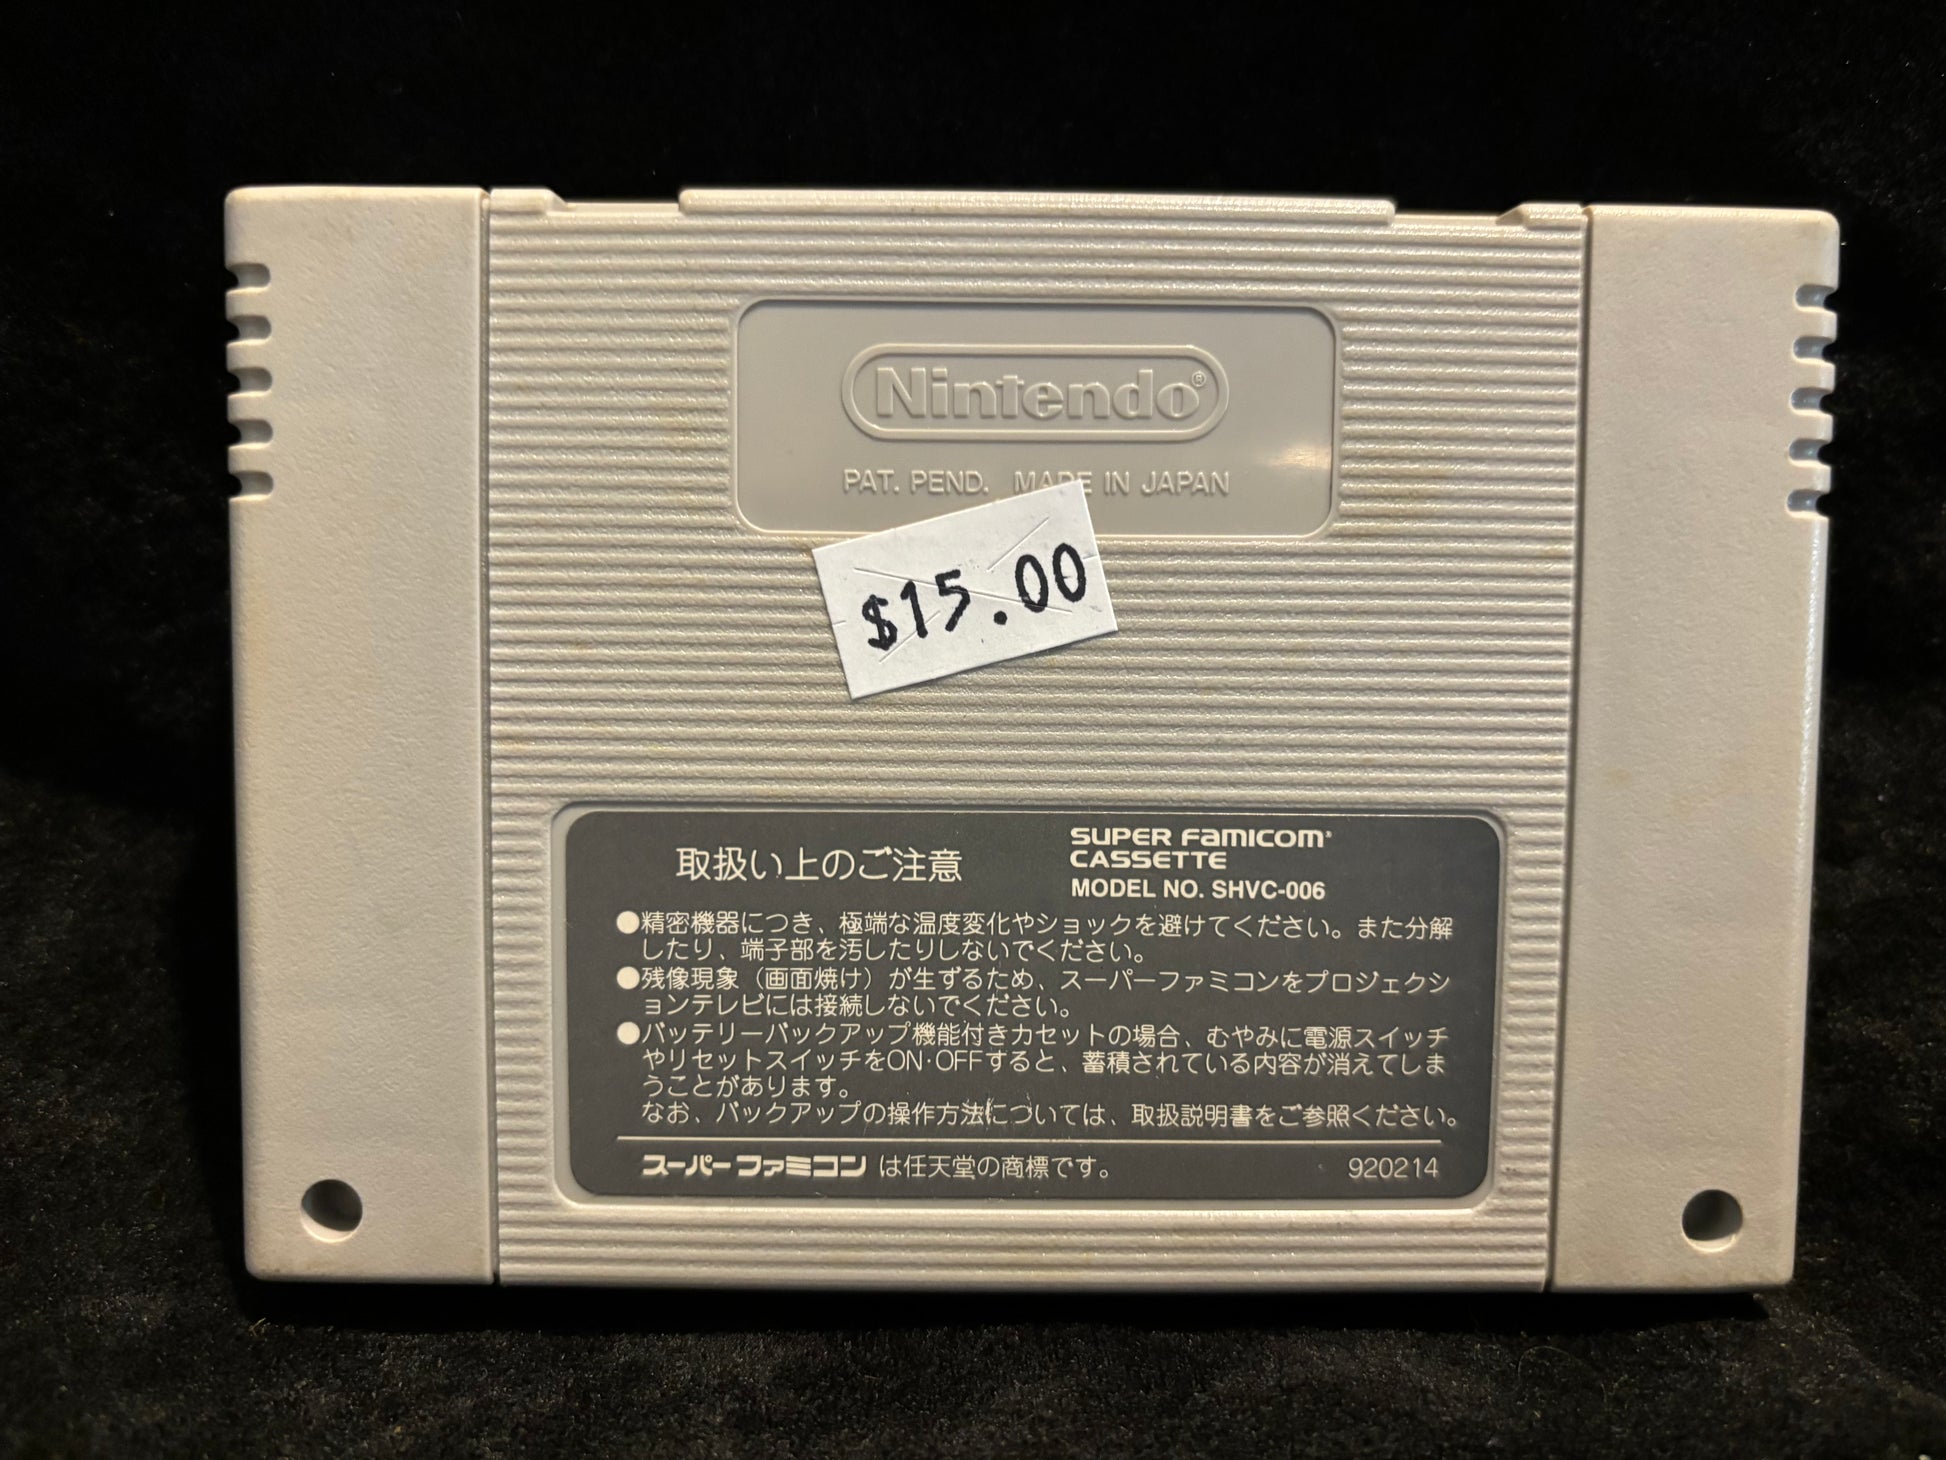 Nintendo®
PAT. PEND. MADE IN JAPAN
$15.00
取扱い上のご注意
SUPER FAMICOM®
CASSETTE
MODEL NO. SHVC-006
●精密機器につき、極端な温度変化やショックを避けてください。また分解
したり、端子部を汚したりしないでください。
●残像現象（画面焼け）が生ずるため、スーパーファミコンをプロジェクシ
ョンテレビには接続しないでください。
●バッテリーバックアップ機能付きカセットの場合、むやみに電源スイッチ
やリセットスイッチをON･OFFすると、蓄積されている内容が消えてしま
うことがあります。
なお、バックアップの操作方法については、取扱説明書をご参照ください。
スーパーファミコン は任天堂の商標です。
920214